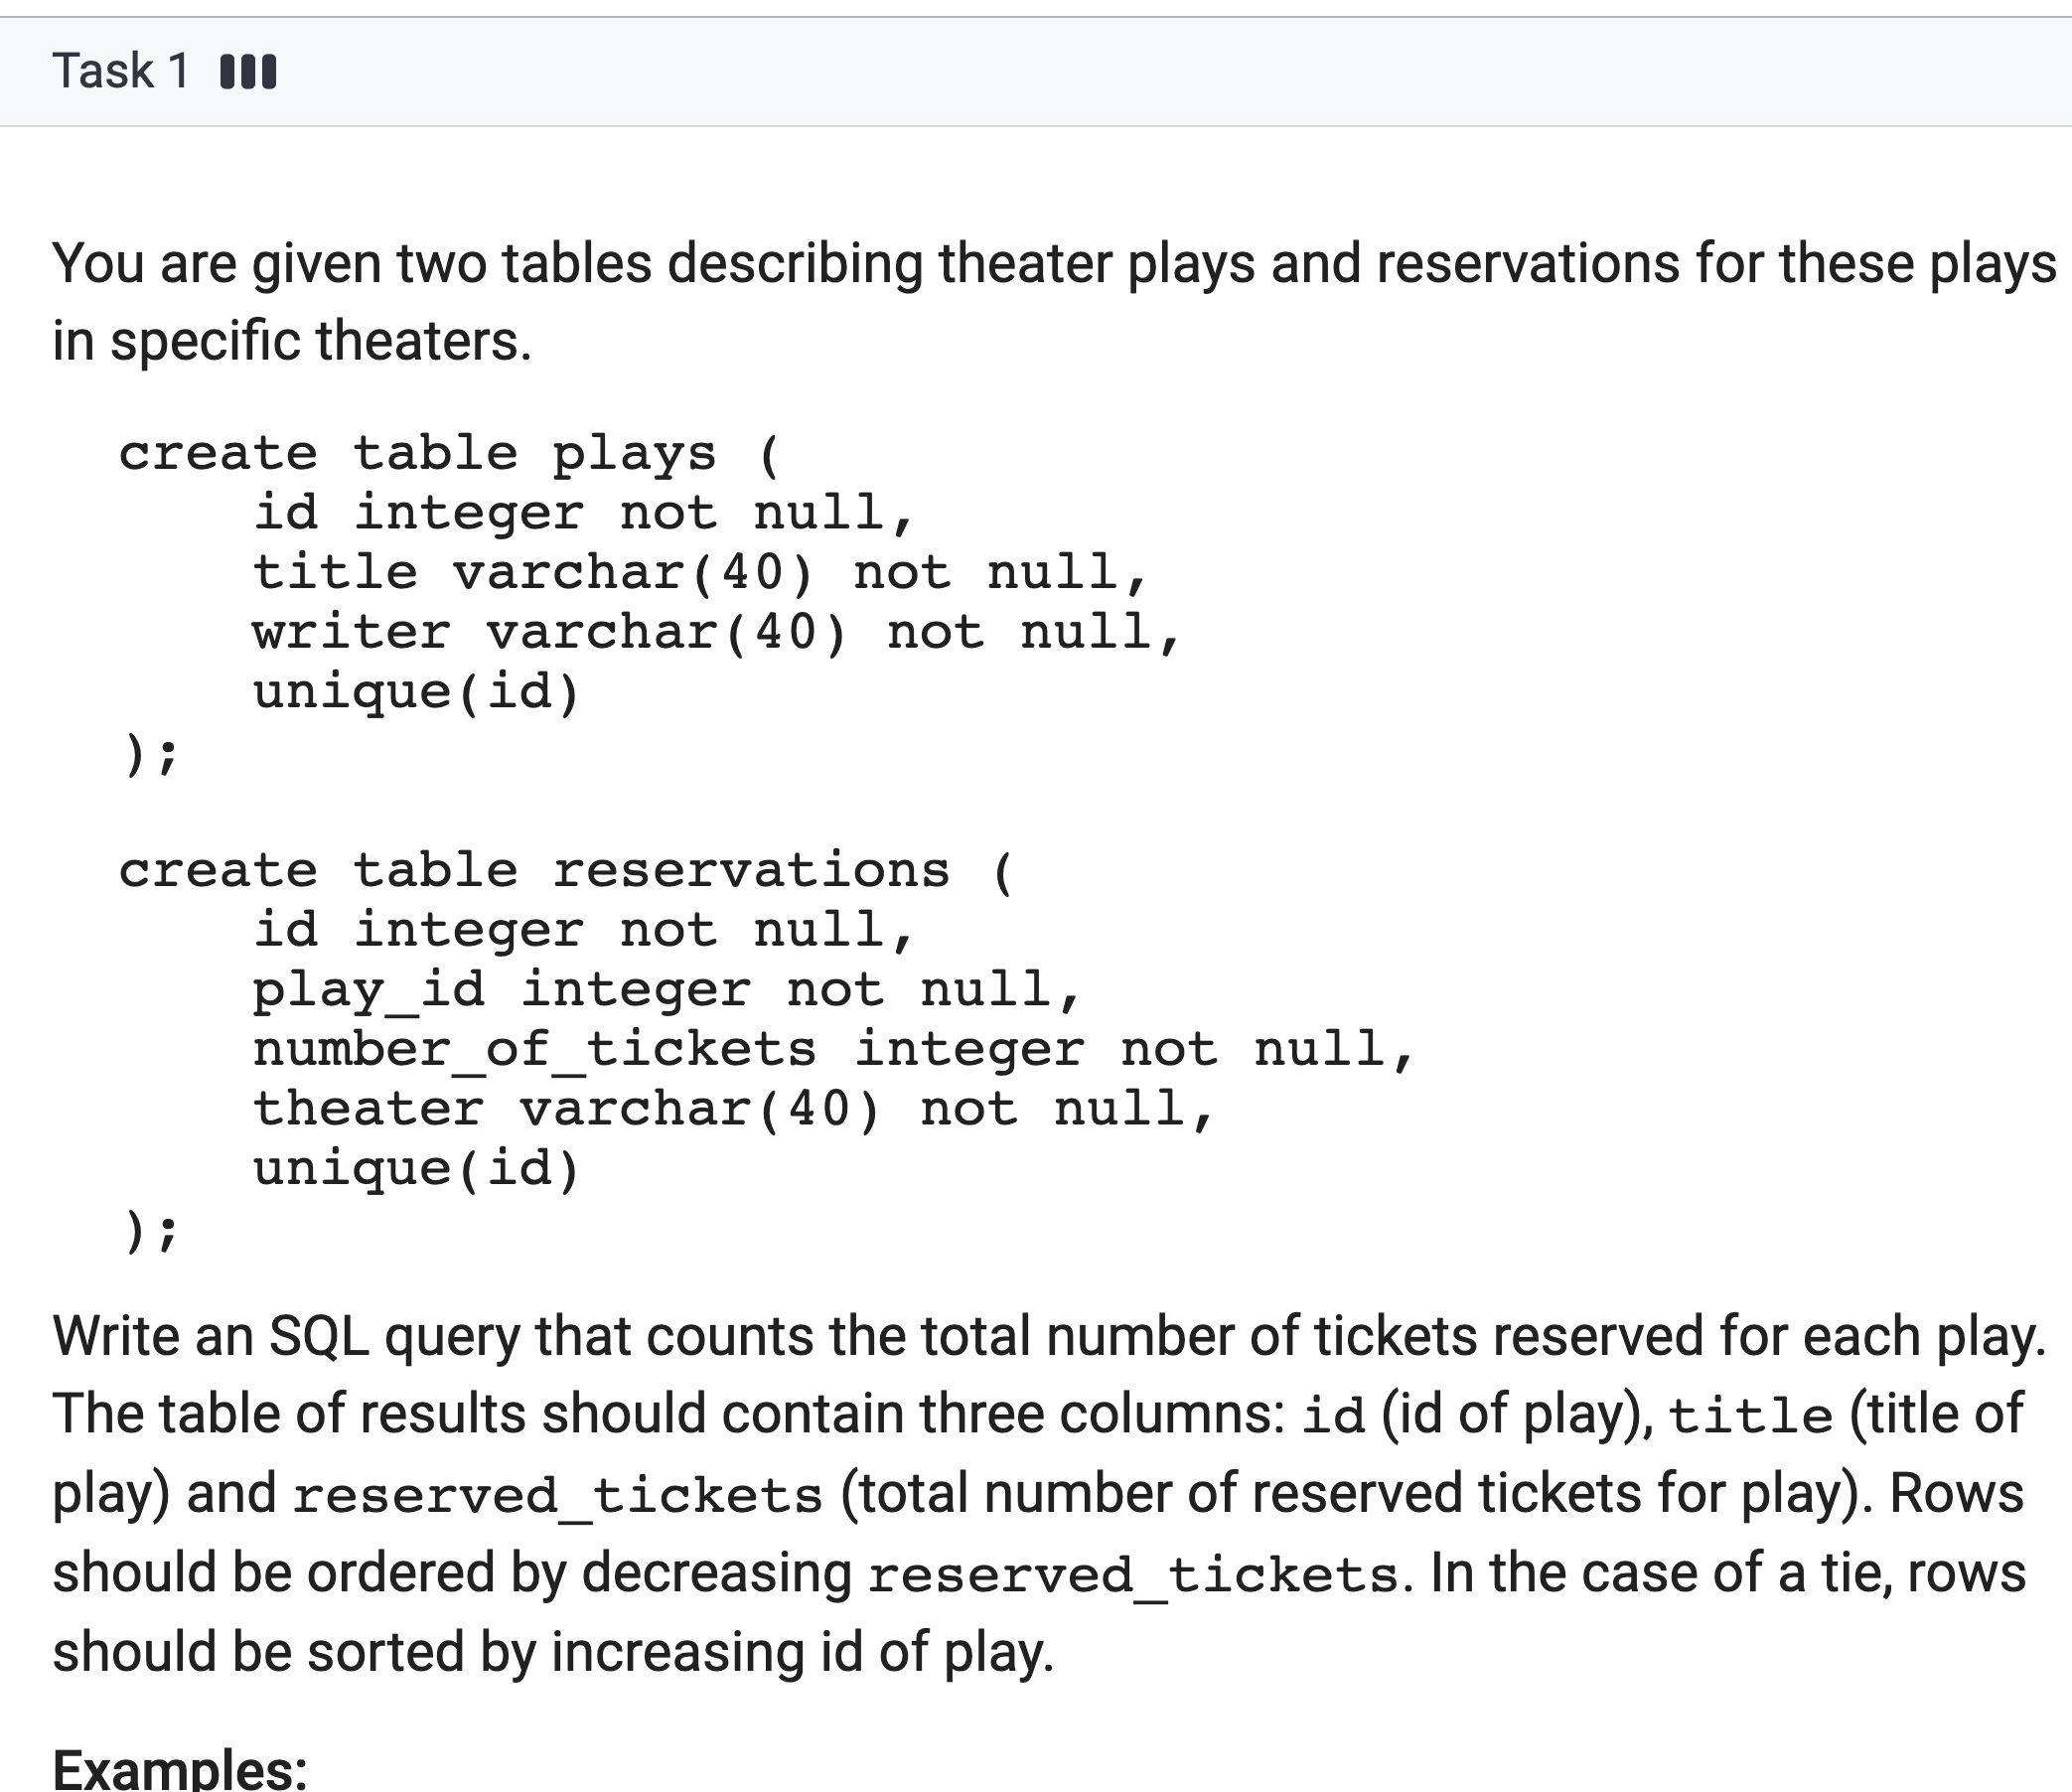 Task 1
You are given two tables describing theater plays and reservations for these plays
in specific theaters.
create table plays (
id integer not null,
title varchar(40) not null,
writer varchar(40) not null,
unique(id)
);
create table reservations (
id integer not null,
play_id integer not null,
number_of_tickets integer not null,
theater varchar(40) not null,
unique(id)
);
Write an SQL query that counts the total number of tickets reserved for each play.
The table of results should contain three columns: id (id of play), title (title of
play) and reserved_tickets (total number of reserved tickets for play). Rows
should be ordered by decreasing reserved_tickets. In the case of a tie, rows
should be sorted by increasing id of play.
Examples: